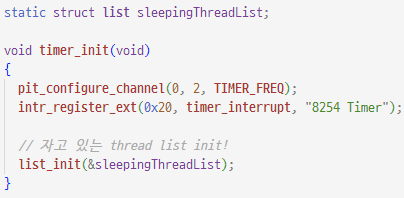 static struct list sleepingThreadList;
void timer_init(void)
{
pit_configure_channel(0, 2, TIMER_FREQ);
intr_register_ext(0x20, timer_interrupt, "8254 Timer");
// 자고 있는 thread list init!
list_init(&sleepingThreadList);
}